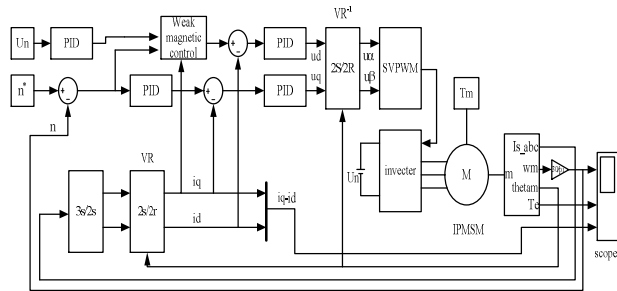 VR-1
Un
PID
Weak magnetic control
PID
ud
uq
2S/2R
uα
uβ
SVPWM
n*
PID
PID
n
Tm
Un
invecter
M
IPMSM
m
Is_abc
wm
thetam
Te
scope
VR
3s/2s
2s/2r
iq
id
iq-id